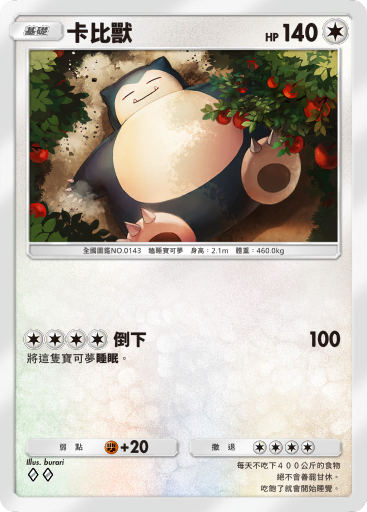 基礎 卡比獸 HP 140
全國圖鑑NO.0143 瞌睡寶可夢 身高：2.1m 體重：460.0kg
倒下 100
將這隻寶可夢睡眠。
弱點 +20 撤退
Illus. burari
每天不吃下４００公斤的食物
絕不會善罷甘休。
吃飽了就會開始睡覺。